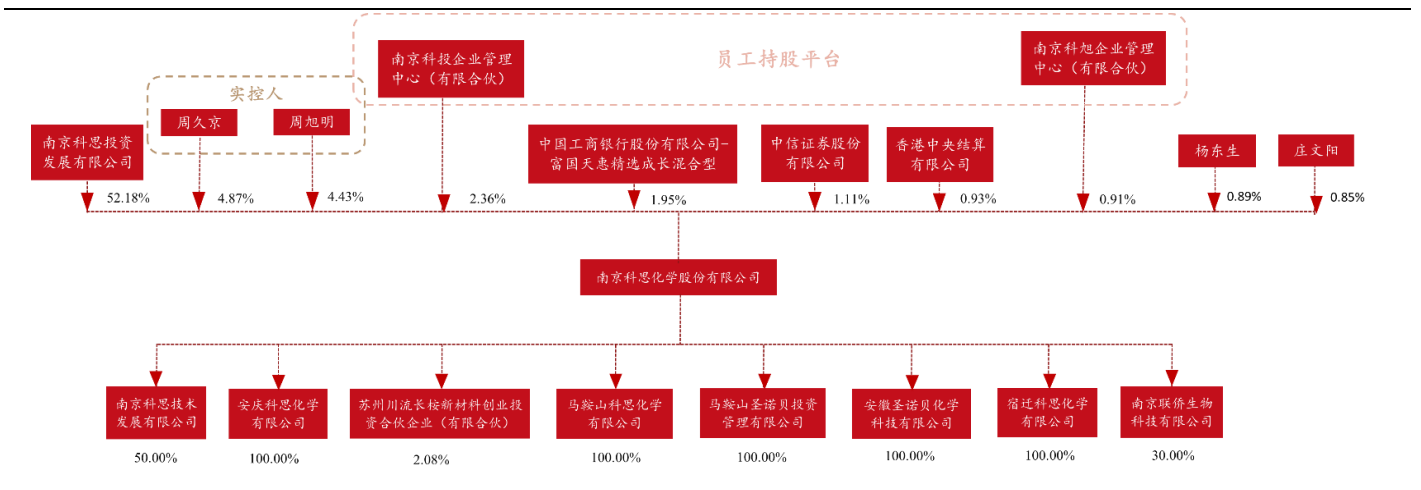 员工持股平台
南京科投企业管理
中心（有限合伙）
南京科旭企业管理
中心（有限合伙）
实控人
周久京
周旭明
南京科思投资
发展有限公司
中国工商银行股份有限公司-
富国天惠精选成长混合型
中信证券股份
有限公司
香港中央结算
有限公司
杨东生
庄文阳
52.18%
4.87%
4.43%
2.36%
1.95%
1.11%
0.93%
0.91%
0.89%
0.85%
南京科思化学股份有限公司
南京科思技术
发展有限公司
安庆科思化学
有限公司
苏州川流长桉新材料创业投
资合伙企业（有限合伙）
马鞍山科思化学
有限公司
马鞍山圣诺贝投资
管理有限公司
安徽圣诺贝化学
科技有限公司
宿迁科思化学
有限公司
南京联侨生物
科技有限公司
50.00%
100.00%
2.08%
100.00%
100.00%
100.00%
100.00%
30.00%